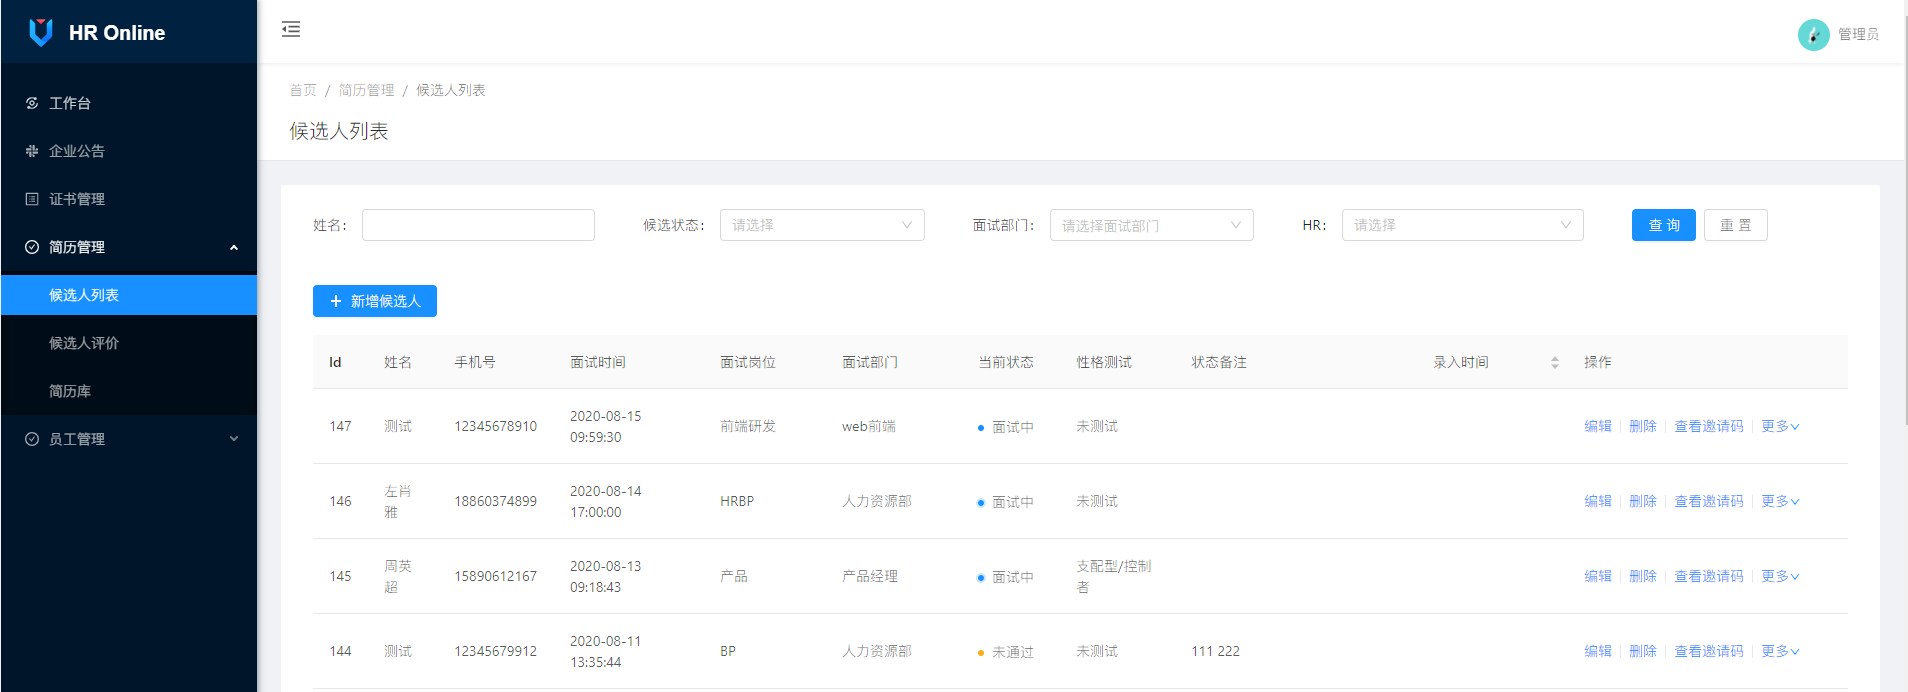 HR Online
管理员
工作台
企业公告
证书管理
简历管理
候选人列表
候选人评价
简历库
员工管理
首页 / 简历管理 / 候选人列表
候选人列表
姓名： 候选状态： 请选择 面试部门： 请选择面试部门 HR： 请选择 查 询 重 置
+ 新增候选人
Id 姓名 手机号 面试时间 面试岗位 面试部门 当前状态 性格测试 状态备注 录入时间 操作
147 测试 12345678910 2020-08-15 09:59:30 前端研发 web前端 面试中 未测试 编辑 删除 查看邀请码 更多
146 左肖雅 18860374899 2020-08-14 17:00:00 HRBP 人力资源部 面试中 未测试 编辑 删除 查看邀请码 更多
145 周英超 15890612167 2020-08-13 09:18:43 产品 产品经理 面试中 支配型/控制者 编辑 删除 查看邀请码 更多
144 测试 12345679912 2020-08-11 13:35:44 BP 人力资源部 未通过 未测试 111 222 编辑 删除 查看邀请码 更多